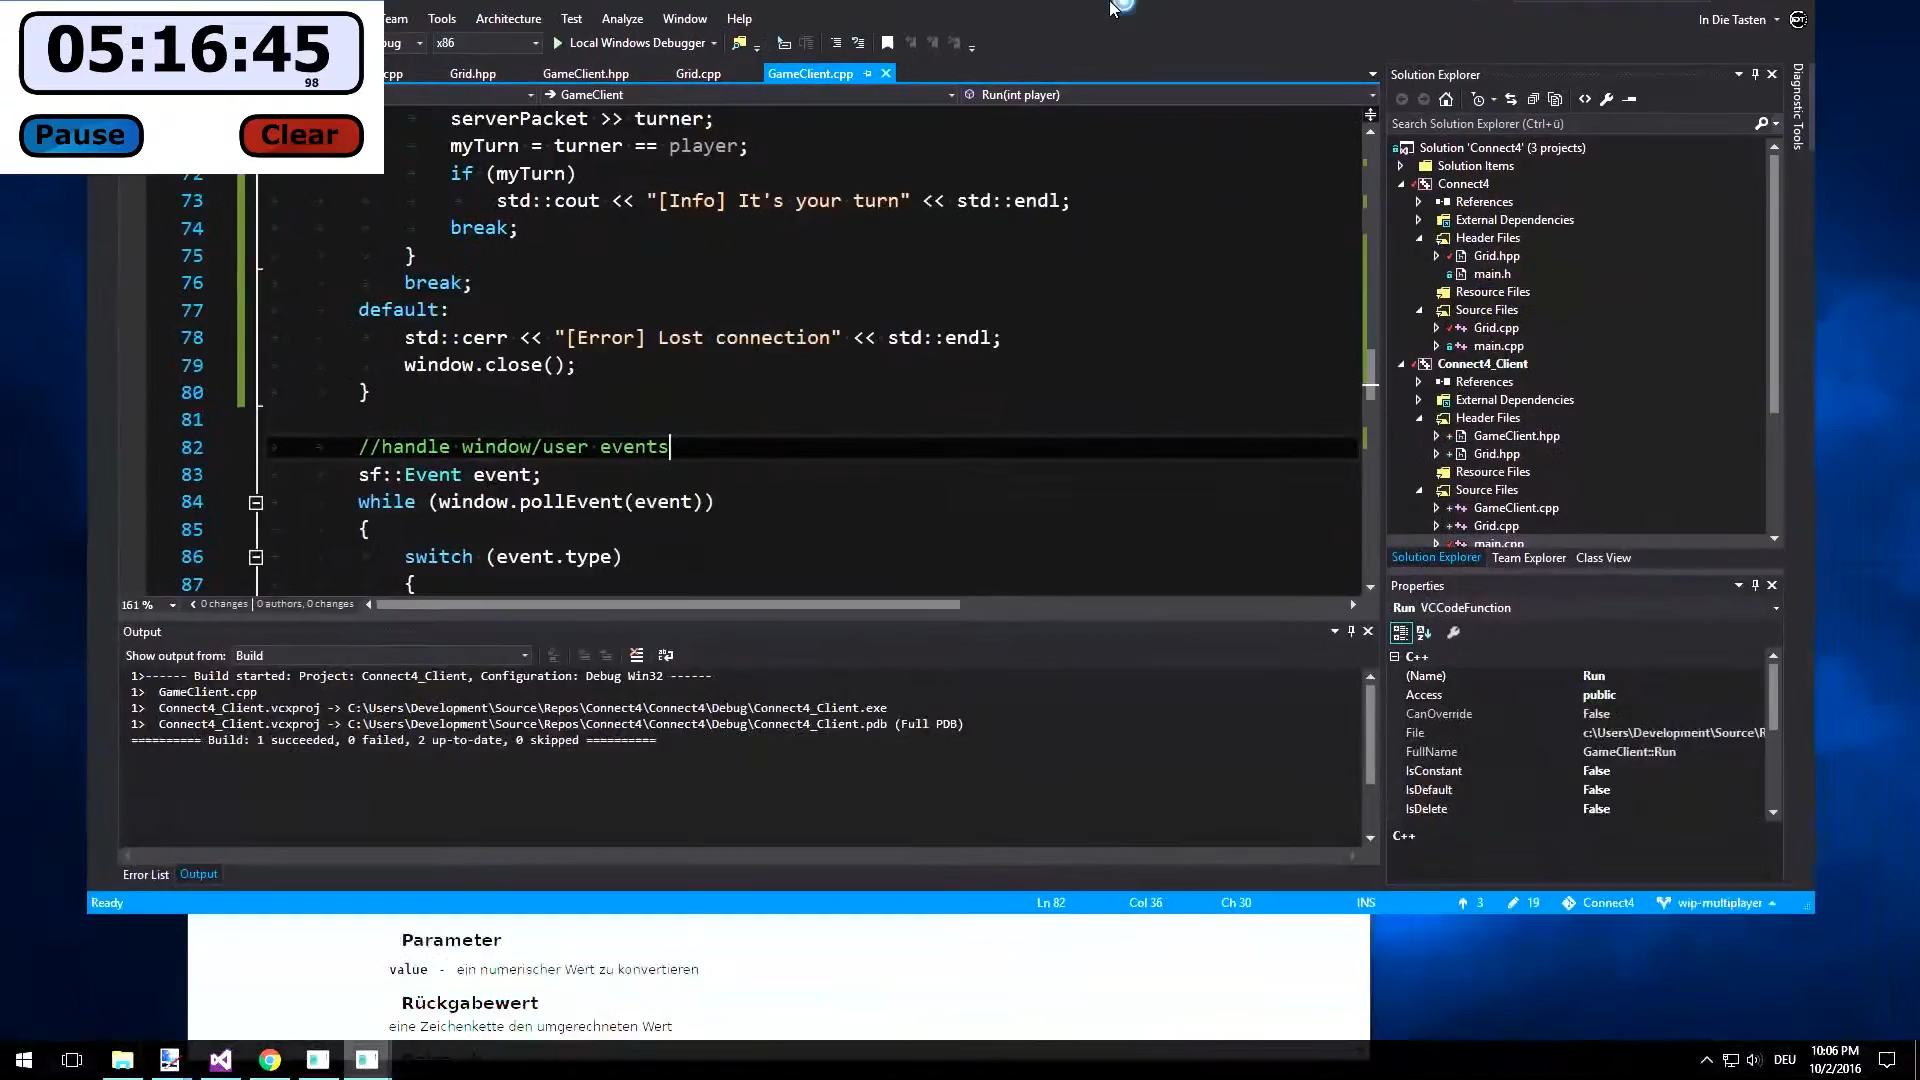 05:16:45
98
Pause
Clear
Team Tools Architecture Test Analyze Window Help
In Die Tasten
x86
Local Windows Debugger
Grid.hpp GameClient.hpp Grid.cpp GameClient.cpp
GameClient
Run(int player)
serverPacket >> turner;
myTurn = turner == player;
72 if (myTurn)
73 std::cout << "[Info] It's your turn" << std::endl;
74 break;
75 }
76 break;
77 default:
78 std::cerr << "[Error] Lost connection" << std::endl;
79 window.close();
80 }
81
82 //handle window/user events
83 sf::Event event;
84 while (window.pollEvent(event))
85 {
86 switch (event.type)
87 {
161 %
0 changes | 0 authors, 0 changes
Output
Show output from: Build
1>------ Build started: Project: Connect4_Client, Configuration: Debug Win32 ------
1> GameClient.cpp
1> Connect4_Client.vcxproj -> C:\Users\Development\Source\Repos\Connect4\Connect4\Debug\Connect4_Client.exe
1> Connect4_Client.vcxproj -> C:\Users\Development\Source\Repos\Connect4\Connect4\Debug\Connect4_Client.pdb (Full PDB)
========== Build: 1 succeeded, 0 failed, 2 up-to-date, 0 skipped ==========
Error List Output
Solution Explorer
Search Solution Explorer (Ctrl+ü)
Solution 'Connect4' (3 projects)
Solution Items
Connect4
References
External Dependencies
Header Files
Grid.hpp
main.h
Resource Files
Source Files
Grid.cpp
main.cpp
Connect4_Client
References
External Dependencies
Header Files
GameClient.hpp
Grid.hpp
Resource Files
Source Files
GameClient.cpp
Grid.cpp
main.cpp
Solution Explorer Team Explorer Class View
Diagnostic Tools
Properties
Run VCCodeFunction
C++
(Name) Run
Access public
CanOverride False
File c:\Users\Development\Source\R
FullName GameClient::Run
IsConstant False
IsDefault False
IsDelete False
C++
Ready
Ln 82 Col 36 Ch 30 INS
3 19 Connect4 wip-multiplayer
Parameter
value - ein numerischer Wert zu konvertieren
Rückgabewert
eine Zeichenkette den umgerechneten Wert
DEU
10:06 PM
10/2/2016